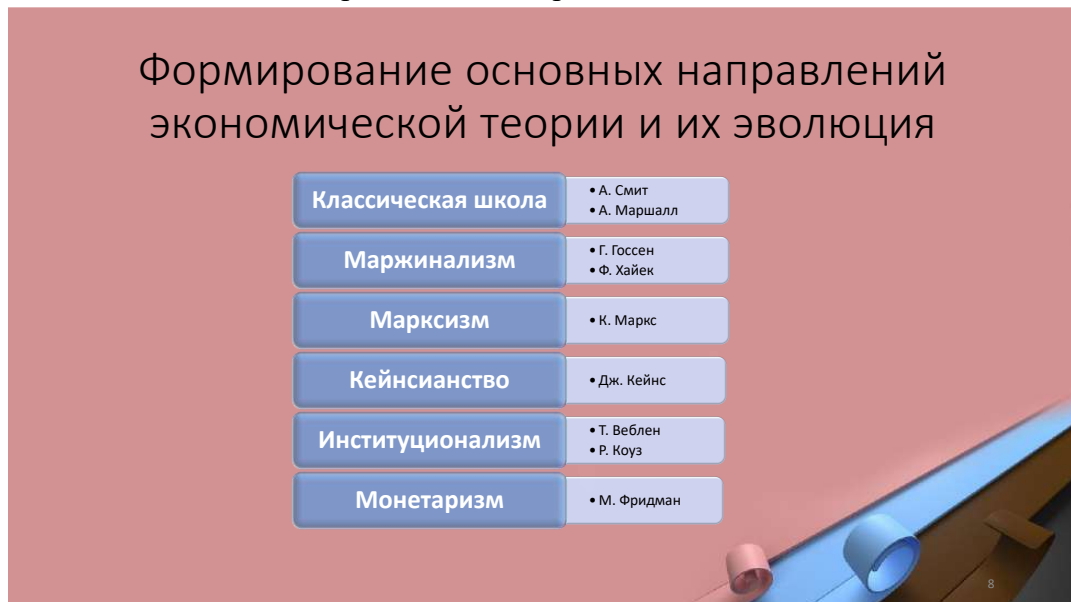 Формирование основных направлений
экономической теории и их эволюция
Классическая школа
• А. Смит
• А. Маршалл
Маржинализм
• Г. Госсен
• Ф. Хайек
Марксизм
• К. Маркс
Кейнсианство
• Дж. Кейнс
Институционализм
• Т. Веблен
• Р. Коуз
Монетаризм
• М. Фридман
8